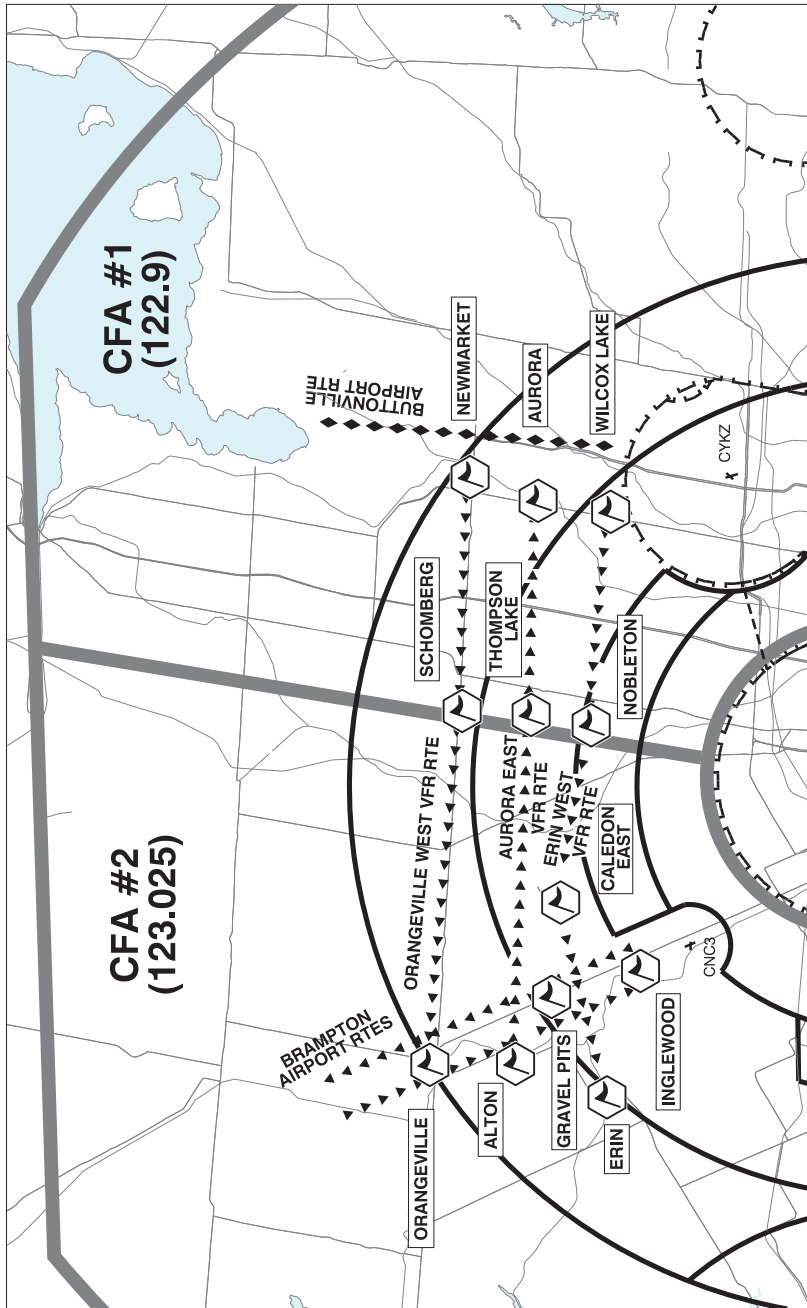 CFA #1
(122.9)
CFA #2
(123.025)
BUTTONVILLE
AIRPORT RTE
NEWMARKET
AURORA
WILCOX LAKE
CYKZ
SCHOMBERG
THOMPSON
LAKE
NOBLETON
ORANGEVILLE WEST VFR RTE
AURORA EAST
VFR RTE
ERIN WEST
VFR RTE
CALEDON
EAST
CNC3
BRAMPTON
AIRPORT RTES
ORANGEVILLE
ALTON
GRAVEL PITS
ERIN
INGLEWOOD